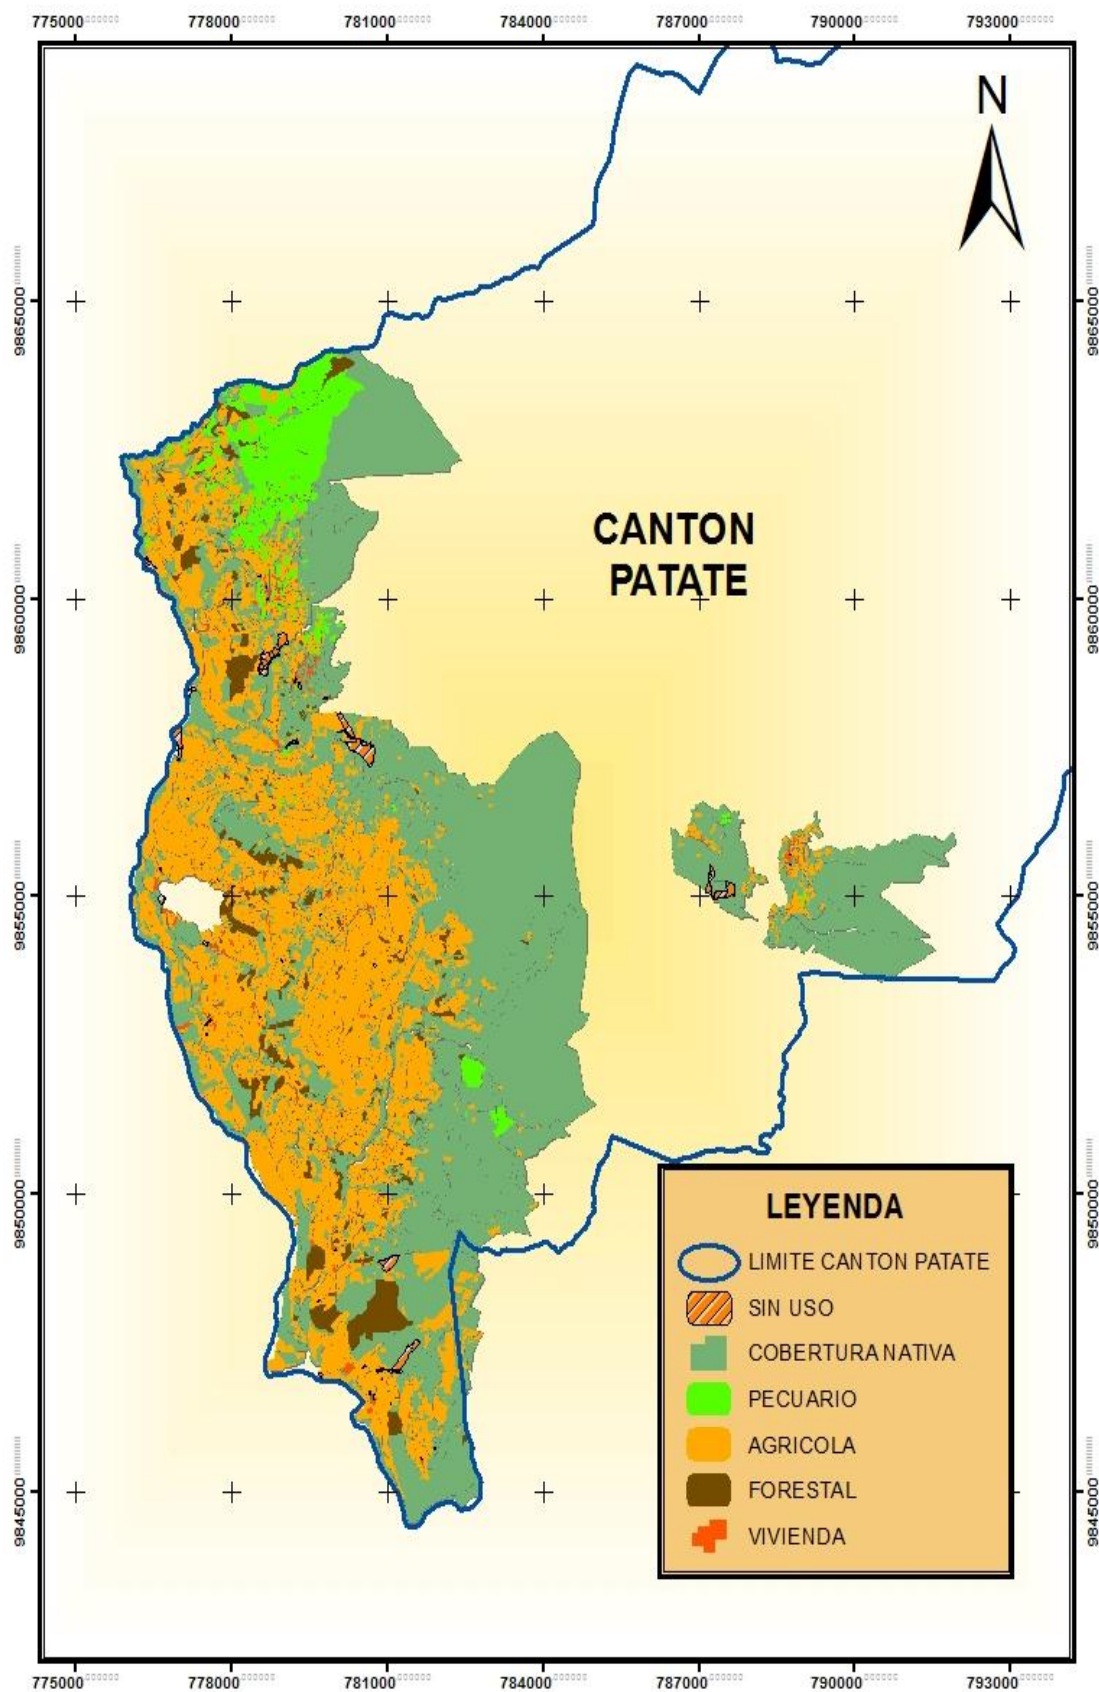 775000 778000 781000 784000 787000 790000 793000
N
9865000 9865000
CANTON
PATATE
9860000 9860000
9855000 9855000
9850000 9850000
LEYENDA
LIMITE CANTON PATATE
SIN USO
COBERTURA NATIVA
PECUARIO
AGRICOLA
FORESTAL
VIVIENDA
9845000 9845000
775000 778000 781000 784000 787000 790000 793000